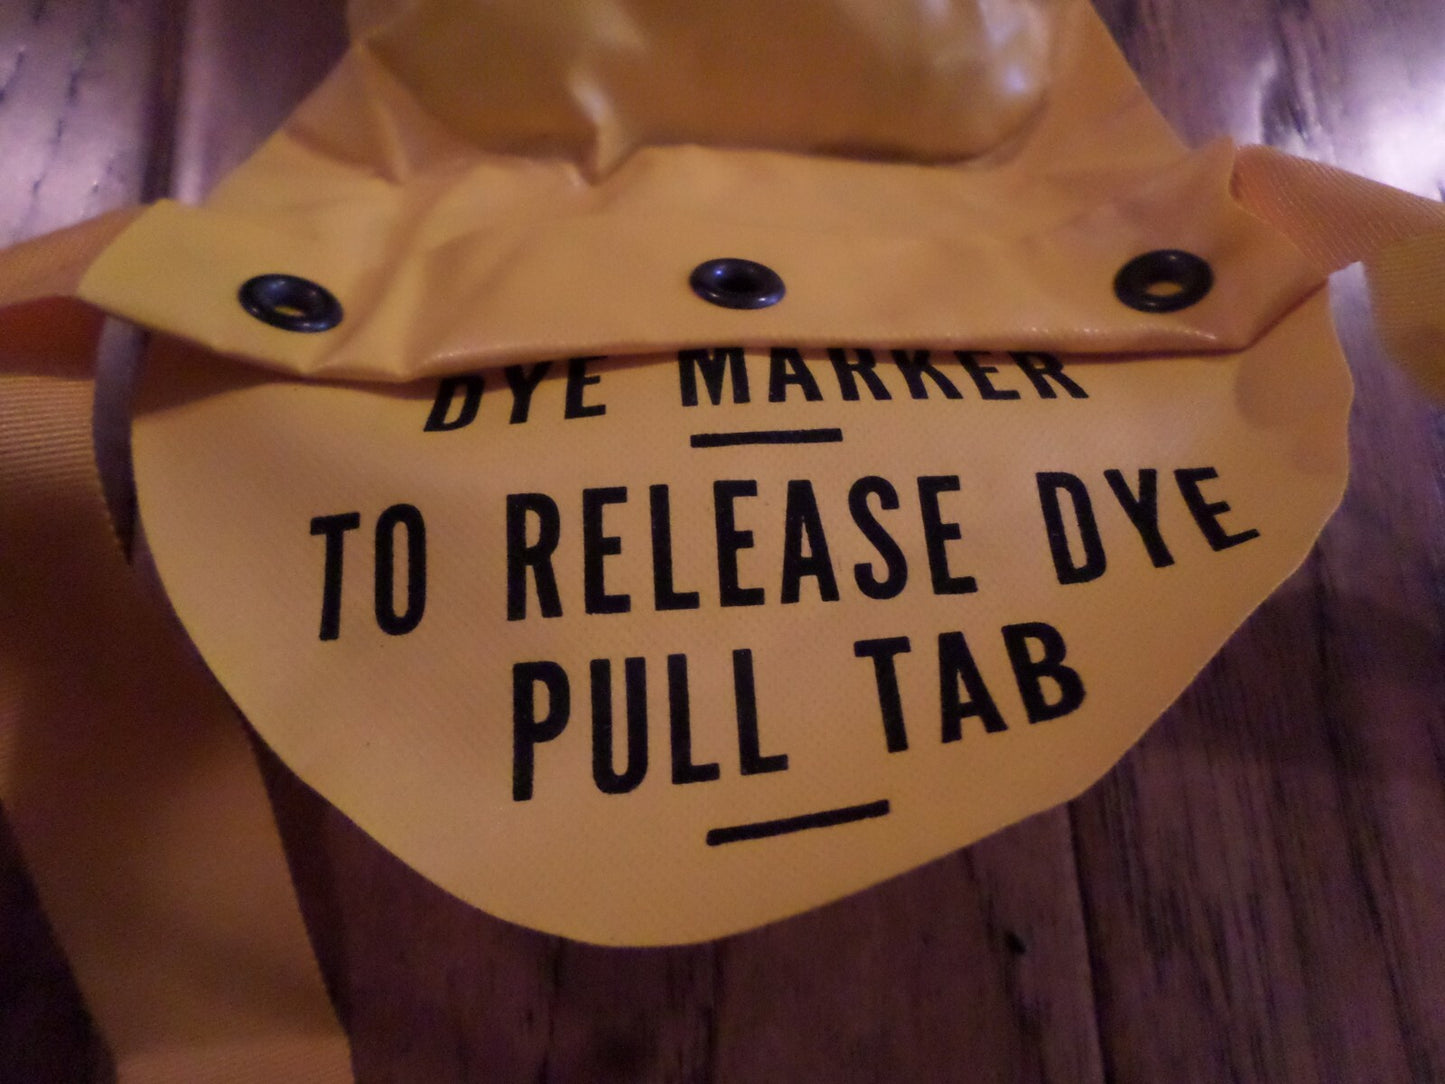 DYE MARKER
TO RELEASE DYE
PULL TAB